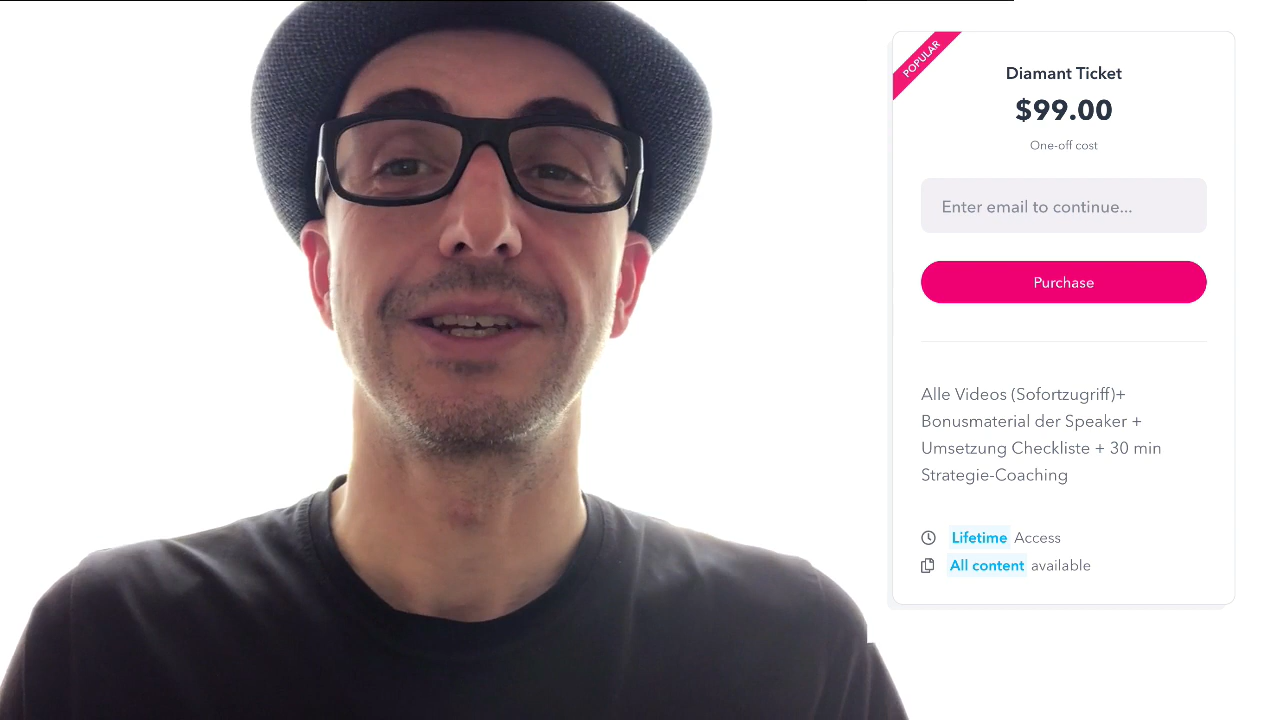 POPULAR
Diamant Ticket
$99.00
One-off cost
Enter email to continue...
Purchase
Alle Videos (Sofortzugriff)+
Bonusmaterial der Speaker +
Umsetzung Checkliste + 30 min
Strategie-Coaching
Lifetime Access
All content available